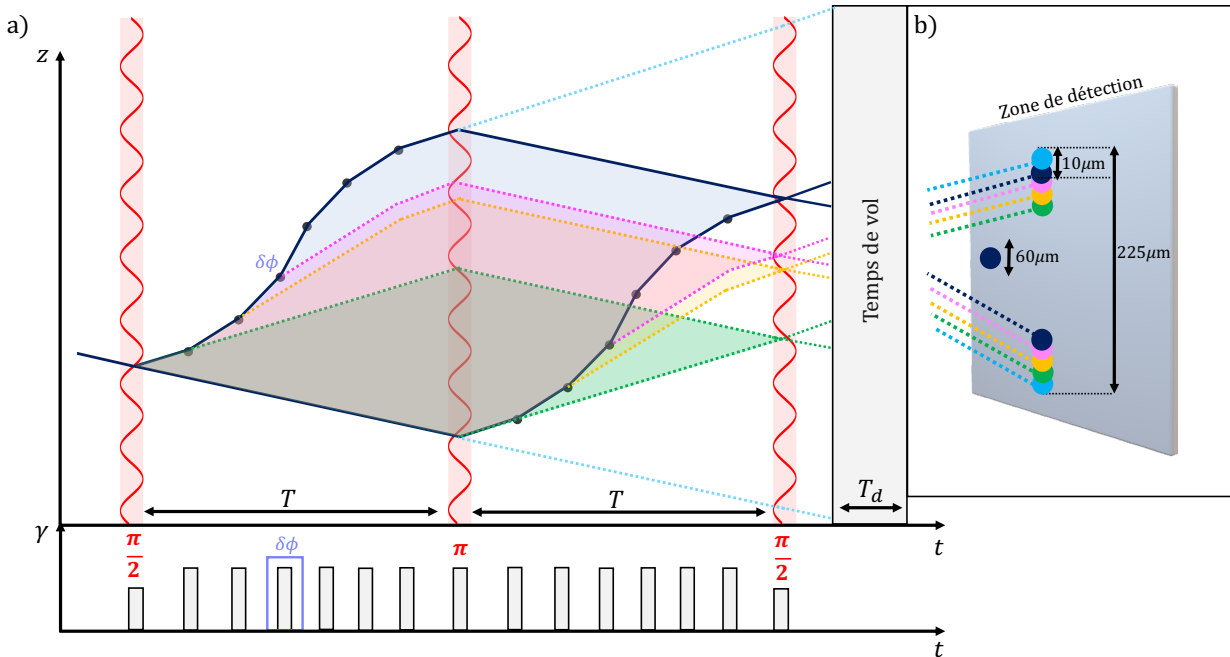 a)
b)
z
δϕ
Zone de détection
10μm
60μm
225μm
Temps de vol
T
T
T_d
t
γ
π/2
δϕ
π
π/2
t